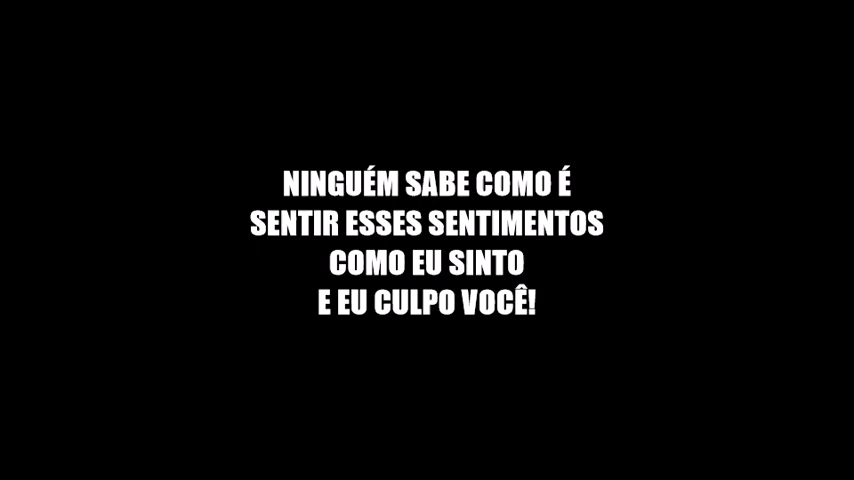 NINGUÉM SABE COMO É
SENTIR ESSES SENTIMENTOS
COMO EU SINTO
E EU CULPO VOCÊ!